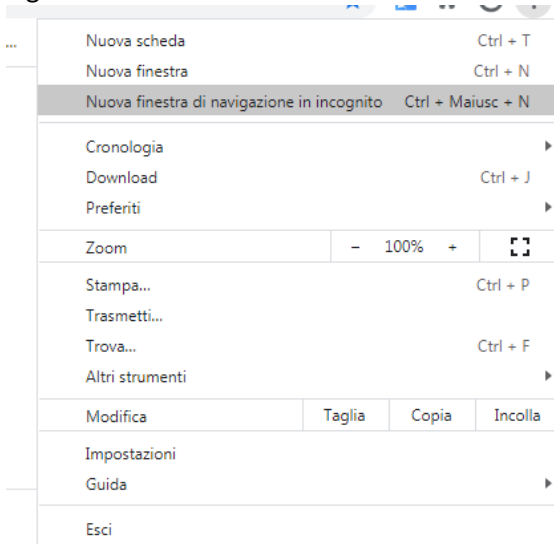 ...
Nuova scheda Ctrl + T
Nuova finestra Ctrl + N
Nuova finestra di navigazione in incognito Ctrl + Maiusc + N
Cronologia
Download Ctrl + J
Preferiti
Zoom - 100% +
Stampa... Ctrl + P
Trasmetti...
Trova... Ctrl + F
Altri strumenti
Modifica Taglia Copia Incolla
Impostazioni
Guida
Esci